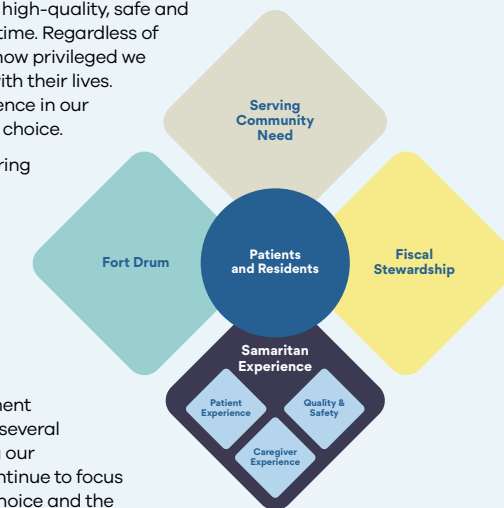 high-quality, safe and
time. Regardless of
how privileged we
with their lives.
ence in our
choice.
ring
Serving
Community
Need
Fort Drum
Patients
and Residents
Fiscal
Stewardship
Samaritan
Experience
Patient
Experience
Quality &
Safety
Caregiver
Experience
ment
several
our
ntinue to focus
hoice and the